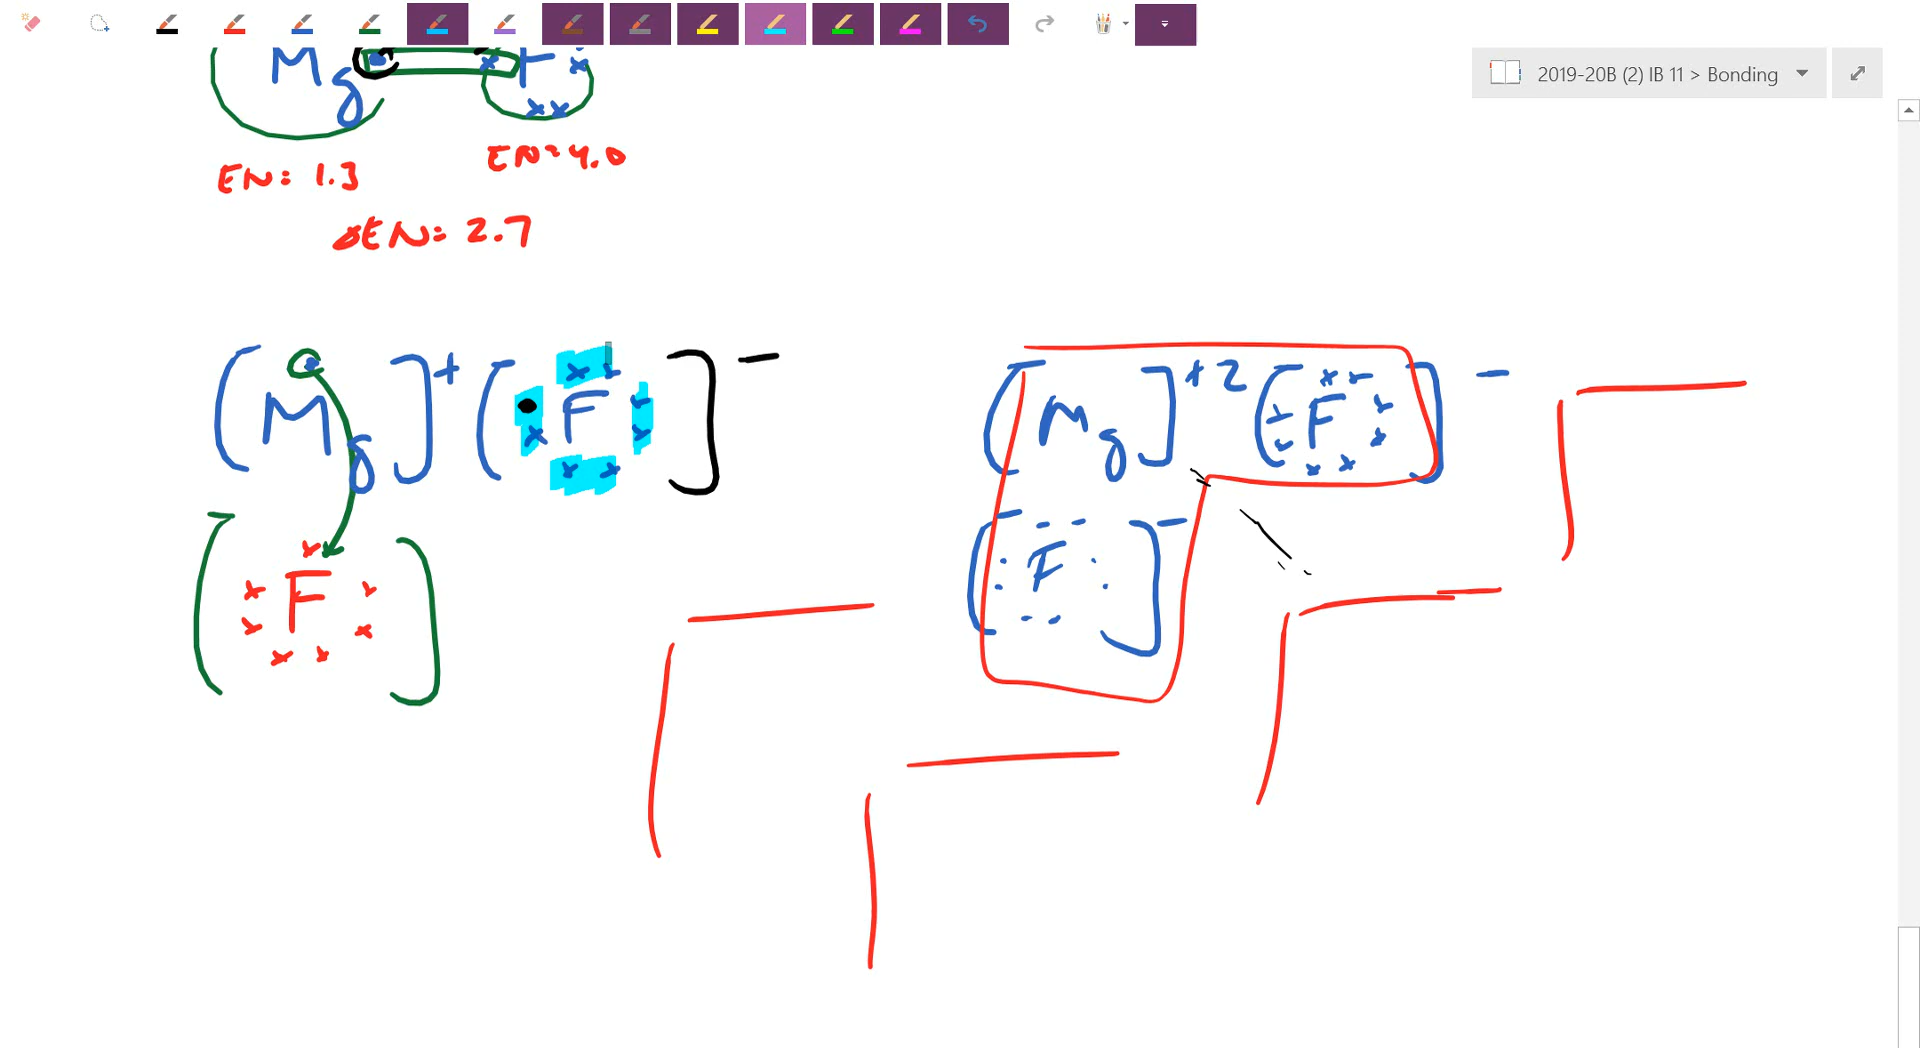 2019-20B (2) IB 11 > Bonding
Mg F
EN: 1.3 EN=4.0
ΔEN: 2.7
[Mg]+ [F]− [Mg]+2 [F]−
[F] [F]−